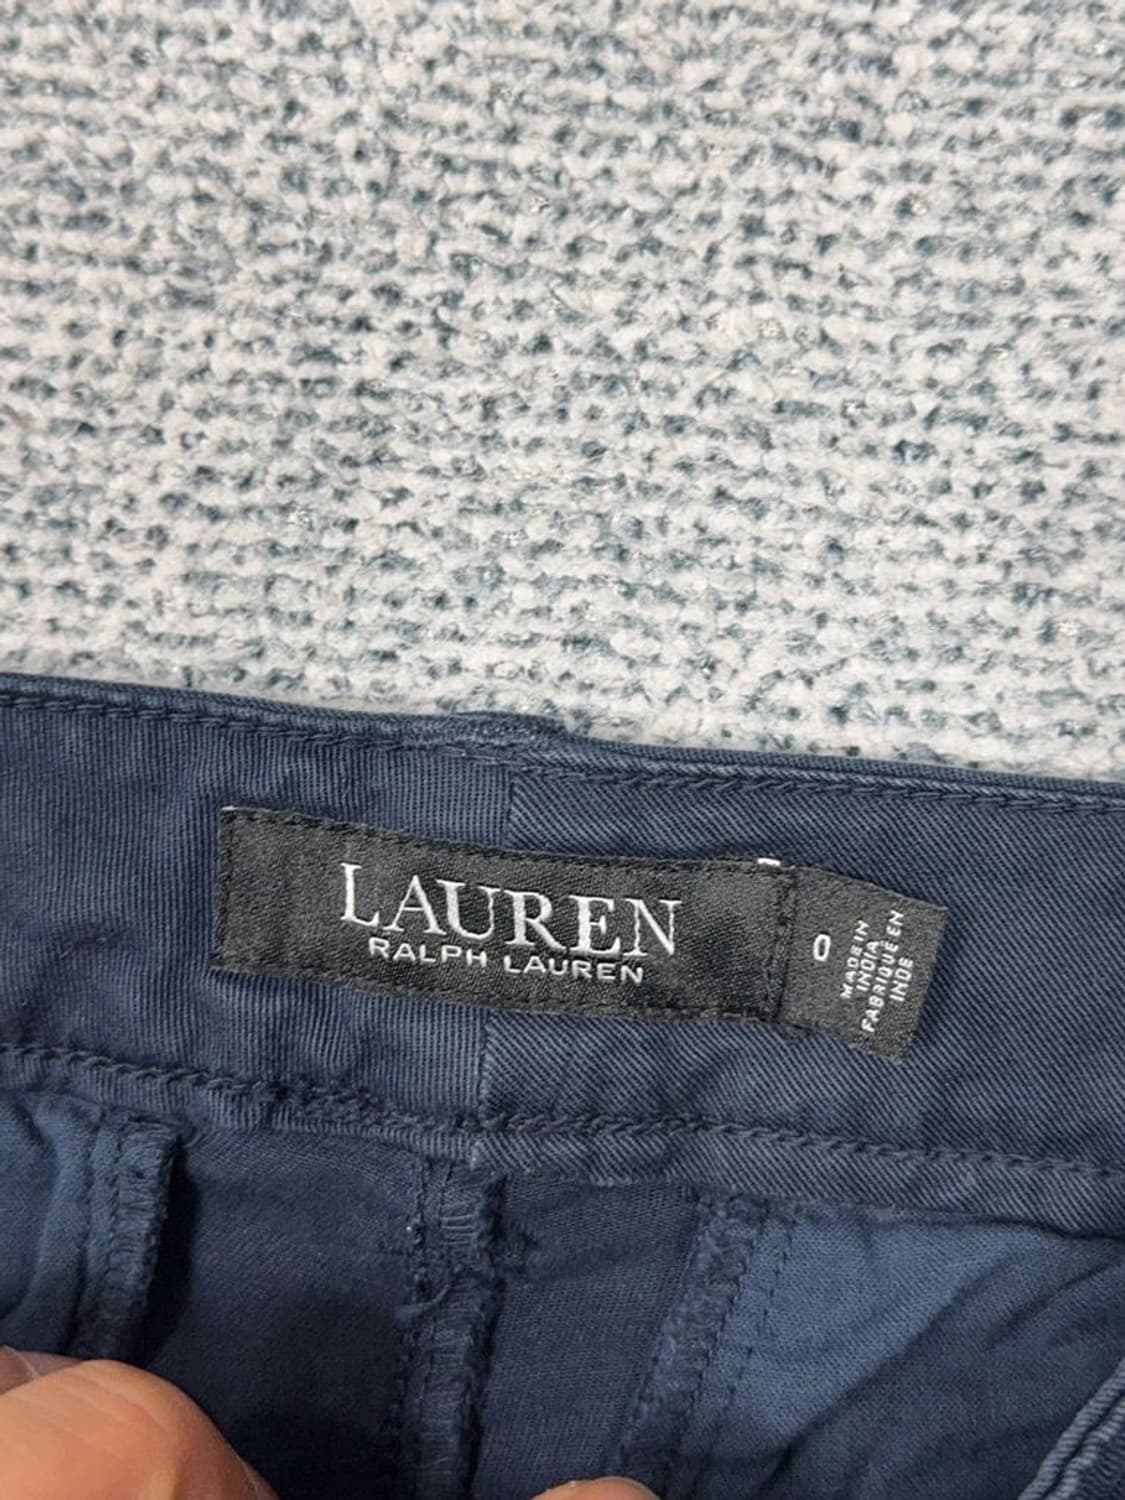 LAUREN
RALPH LAUREN
0
MADE IN
INDIA
FABRIQUÉ EN
INDE